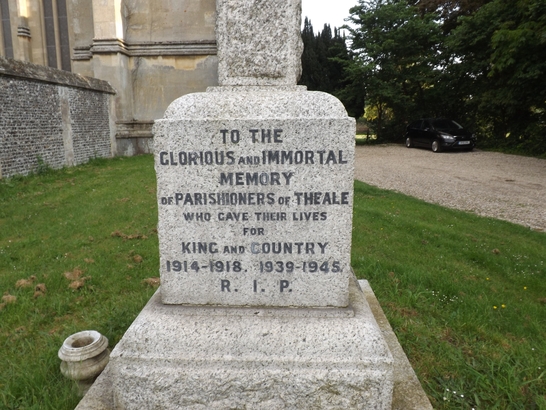 TO THE
GLORIOUS AND IMMORTAL
MEMORY
OF PARISHIONERS OF THEALE
WHO GAVE THEIR LIVES
FOR
KING AND COUNTRY
1914-1918. 1939-1945.
R. I. P.